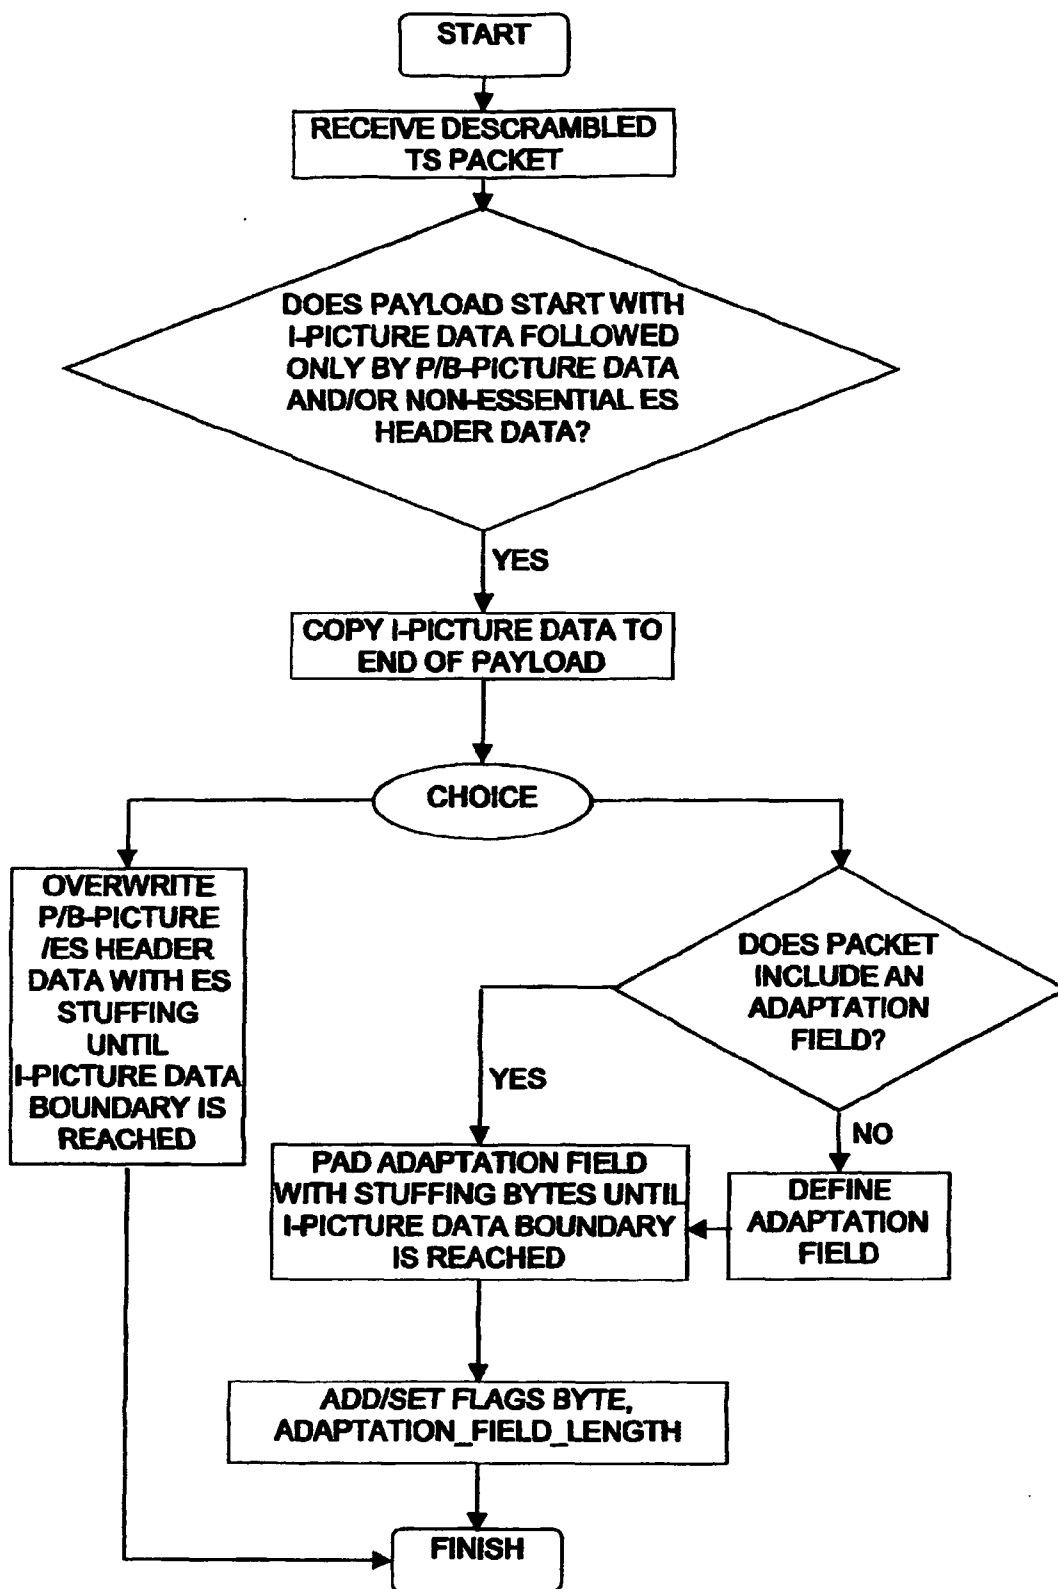 START
RECEIVE DESCRAMBLED
TS PACKET
DOES PAYLOAD START WITH
I-PICTURE DATA FOLLOWED
ONLY BY P/B-PICTURE DATA
AND/OR NON-ESSENTIAL ES
HEADER DATA?
YES
COPY I-PICTURE DATA TO
END OF PAYLOAD
CHOICE
OVERWRITE
P/B-PICTURE
/ES HEADER
DATA WITH ES
STUFFING
UNTIL
I-PICTURE DATA
BOUNDARY IS
REACHED
DOES PACKET
INCLUDE AN
ADAPTATION
FIELD?
YES
NO
PAD ADAPTATION FIELD
WITH STUFFING BYTES UNTIL
I-PICTURE DATA BOUNDARY
IS REACHED
DEFINE
ADAPTATION
FIELD
ADD/SET FLAGS BYTE,
ADAPTATION_FIELD_LENGTH
FINISH